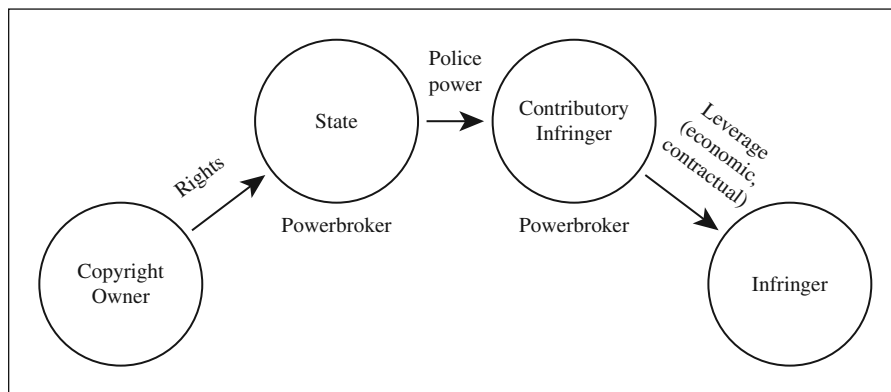 Copyright
Owner
Rights
State
Powerbroker
Police
power
Contributory
Infringer
Powerbroker
Leverage
(economic,
contractual)
Infringer